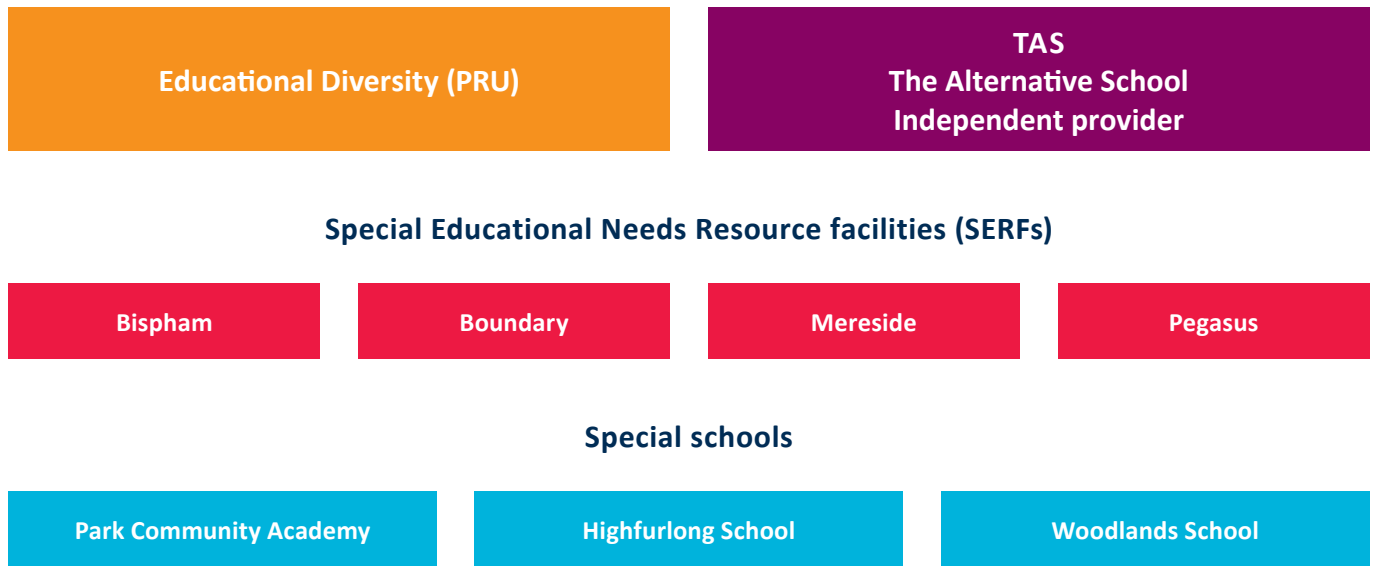 Educational Diversity (PRU)
TAS
The Alternative School
Independent provider
Special Educational Needs Resource facilities (SERFs)
Bispham
Boundary
Mereside
Pegasus
Special schools
Park Community Academy
Highfurlong School
Woodlands School